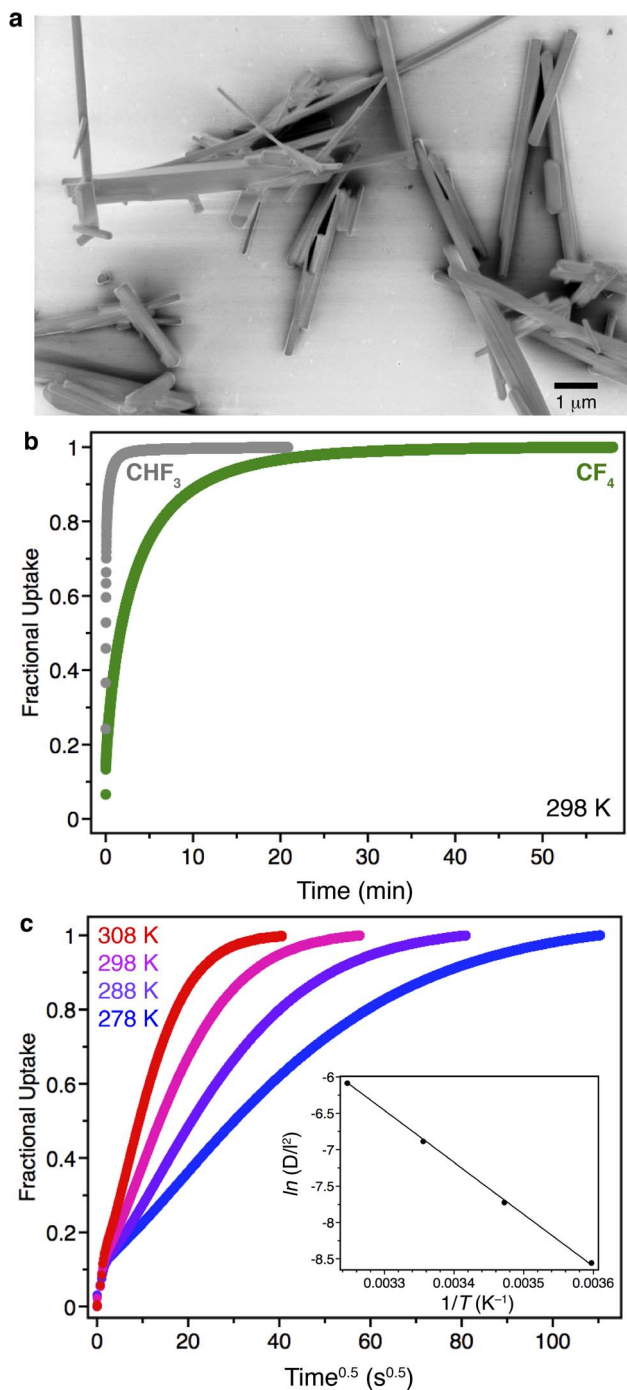 a
1 μm
b
1
0.8
0.6
0.4
0.2
0
Fractional Uptake
CHF₃
CF₄
298 K
0 10 20 30 40 50
Time (min)
c
308 K
298 K
288 K
278 K
1
0.8
0.6
0.4
0.2
0
Fractional Uptake
-6
-6.5
-7
-7.5
-8
-8.5
ln (D/l²)
0.0033 0.0034 0.0035 0.0036
1/T (K⁻¹)
0 20 40 60 80 100
Time⁰·⁵ (s⁰·⁵)